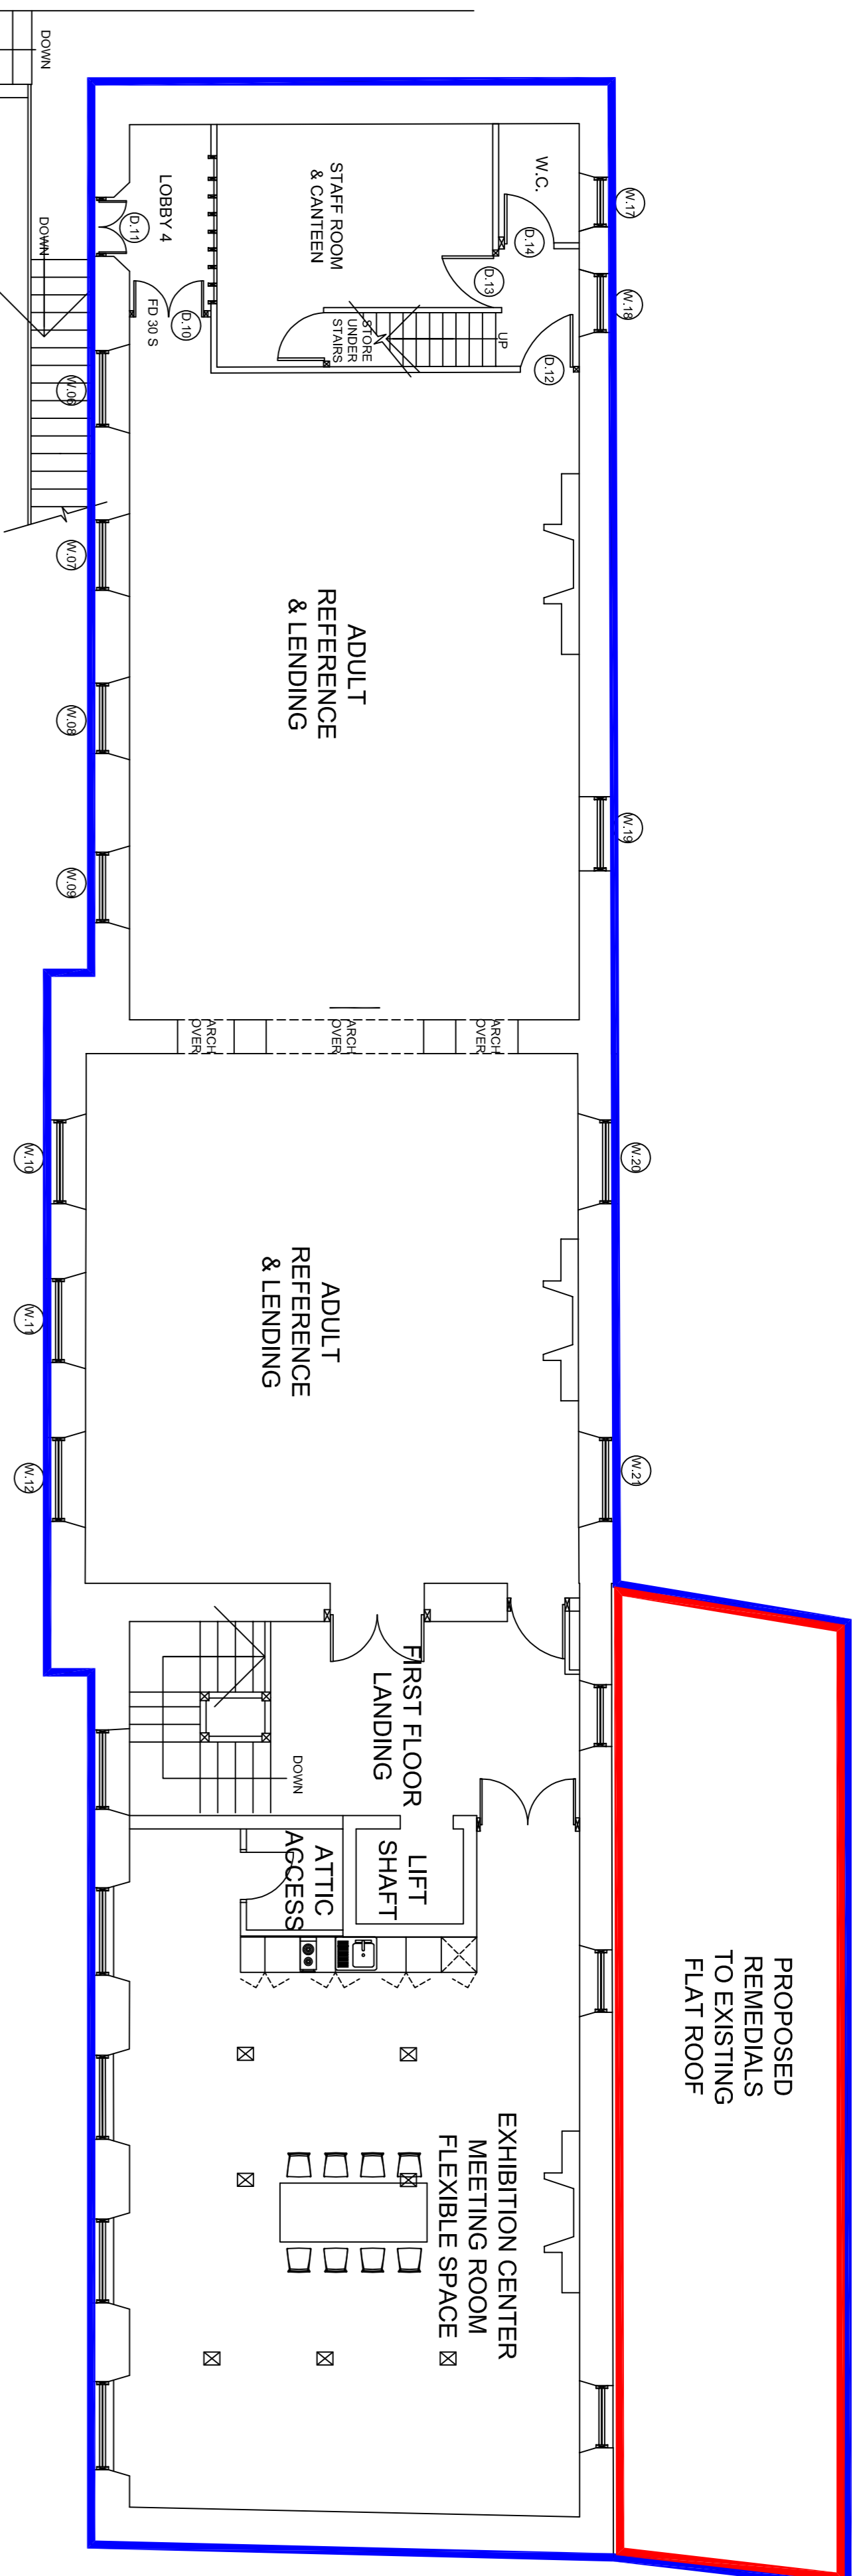 DOWN
DOWN
LOBBY 4
D.11
D.10
FD 30 S
STAFF ROOM
& CANTEEN
W.C.
D.14
D.13
D.12
UP
STORE
UNDER
STAIRS
W.17
W.18
W.19
W.20
W.21
W.06
W.07
W.08
W.09
W.10
W.11
W.12
ADULT
REFERENCE
& LENDING
ARCH
OVER
ARCH
OVER
ARCH
OVER
ADULT
REFERENCE
& LENDING
FIRST FLOOR
LANDING
DOWN
LIFT
SHAFT
ATTIC
ACCESS
EXHIBITION CENTER
MEETING ROOM
FLEXIBLE SPACE
PROPOSED
REMEDIALS
TO EXISTING
FLAT ROOF